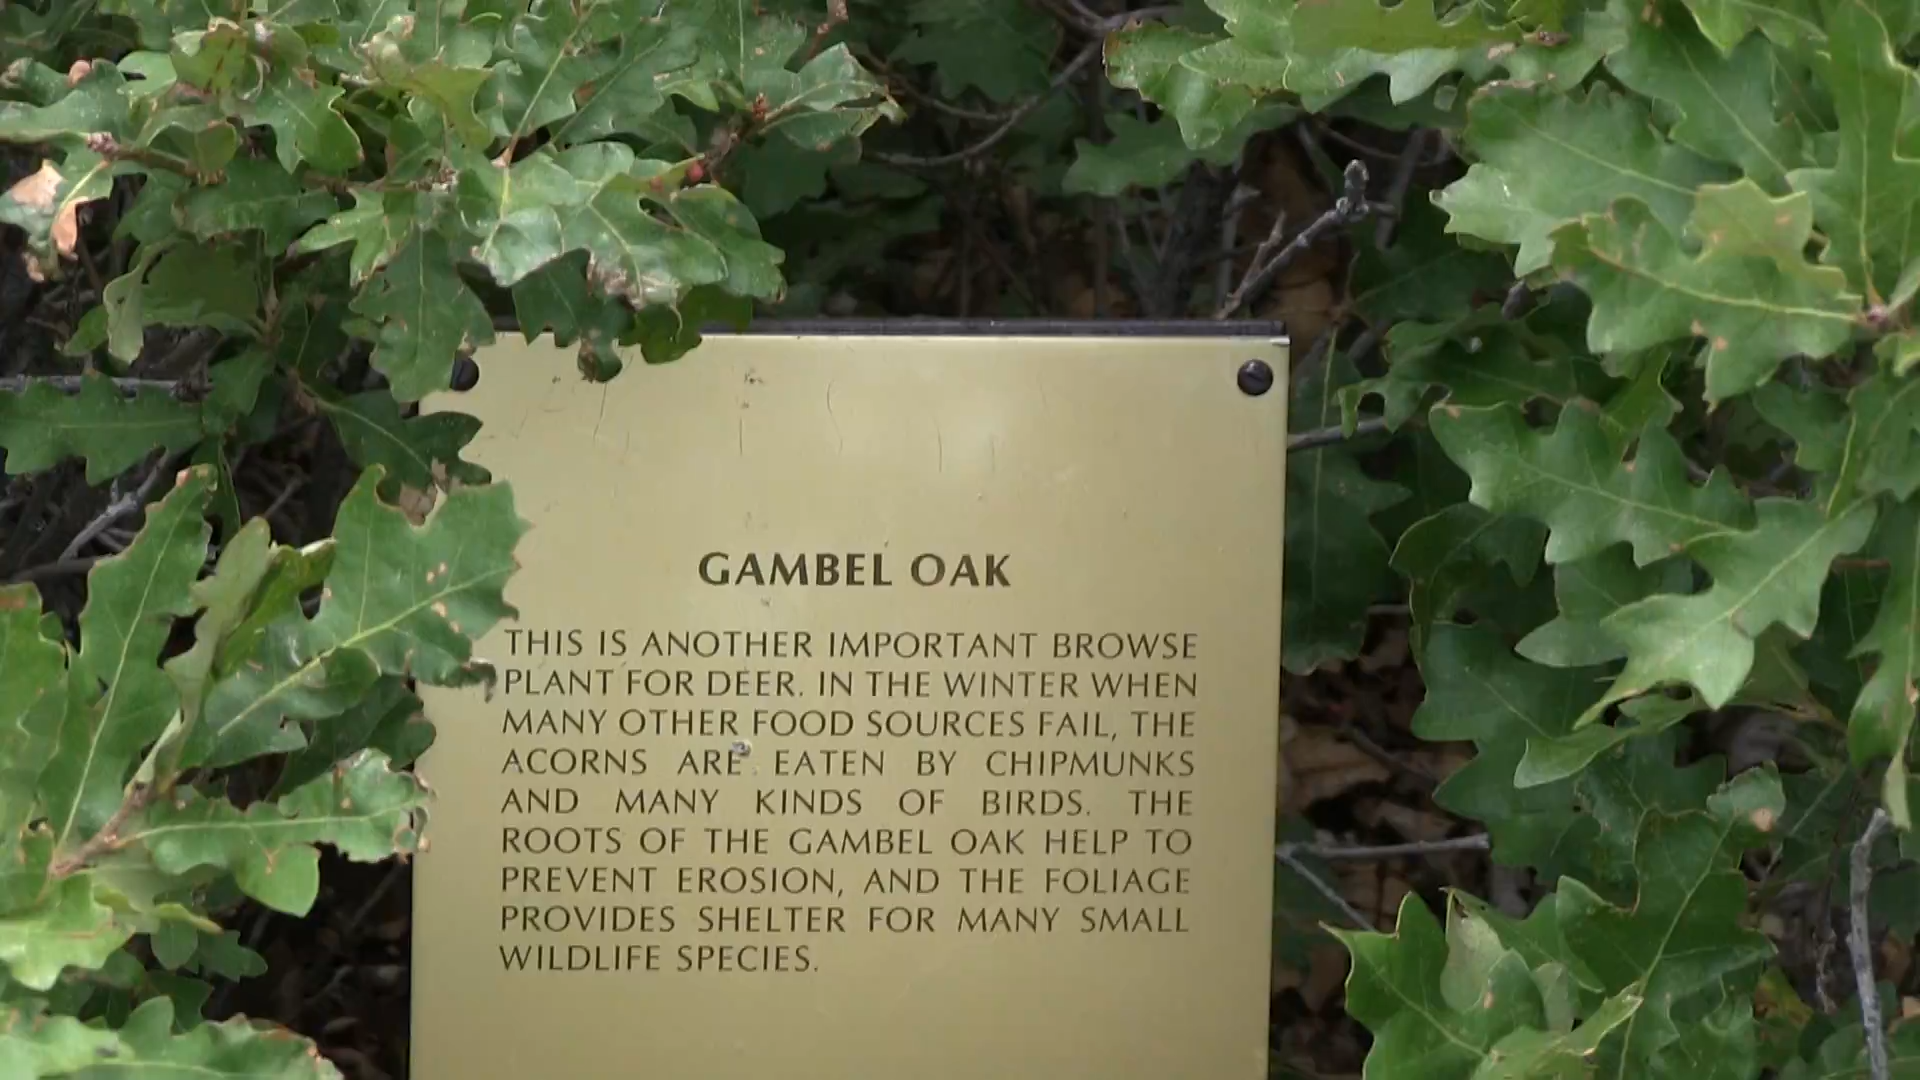 GAMBEL OAK
THIS IS ANOTHER IMPORTANT BROWSE
PLANT FOR DEER. IN THE WINTER WHEN
MANY OTHER FOOD SOURCES FAIL, THE
ACORNS ARE EATEN BY CHIPMUNKS
AND MANY KINDS OF BIRDS. THE
ROOTS OF THE GAMBEL OAK HELP TO
PREVENT EROSION, AND THE FOLIAGE
PROVIDES SHELTER FOR MANY SMALL
WILDLIFE SPECIES.